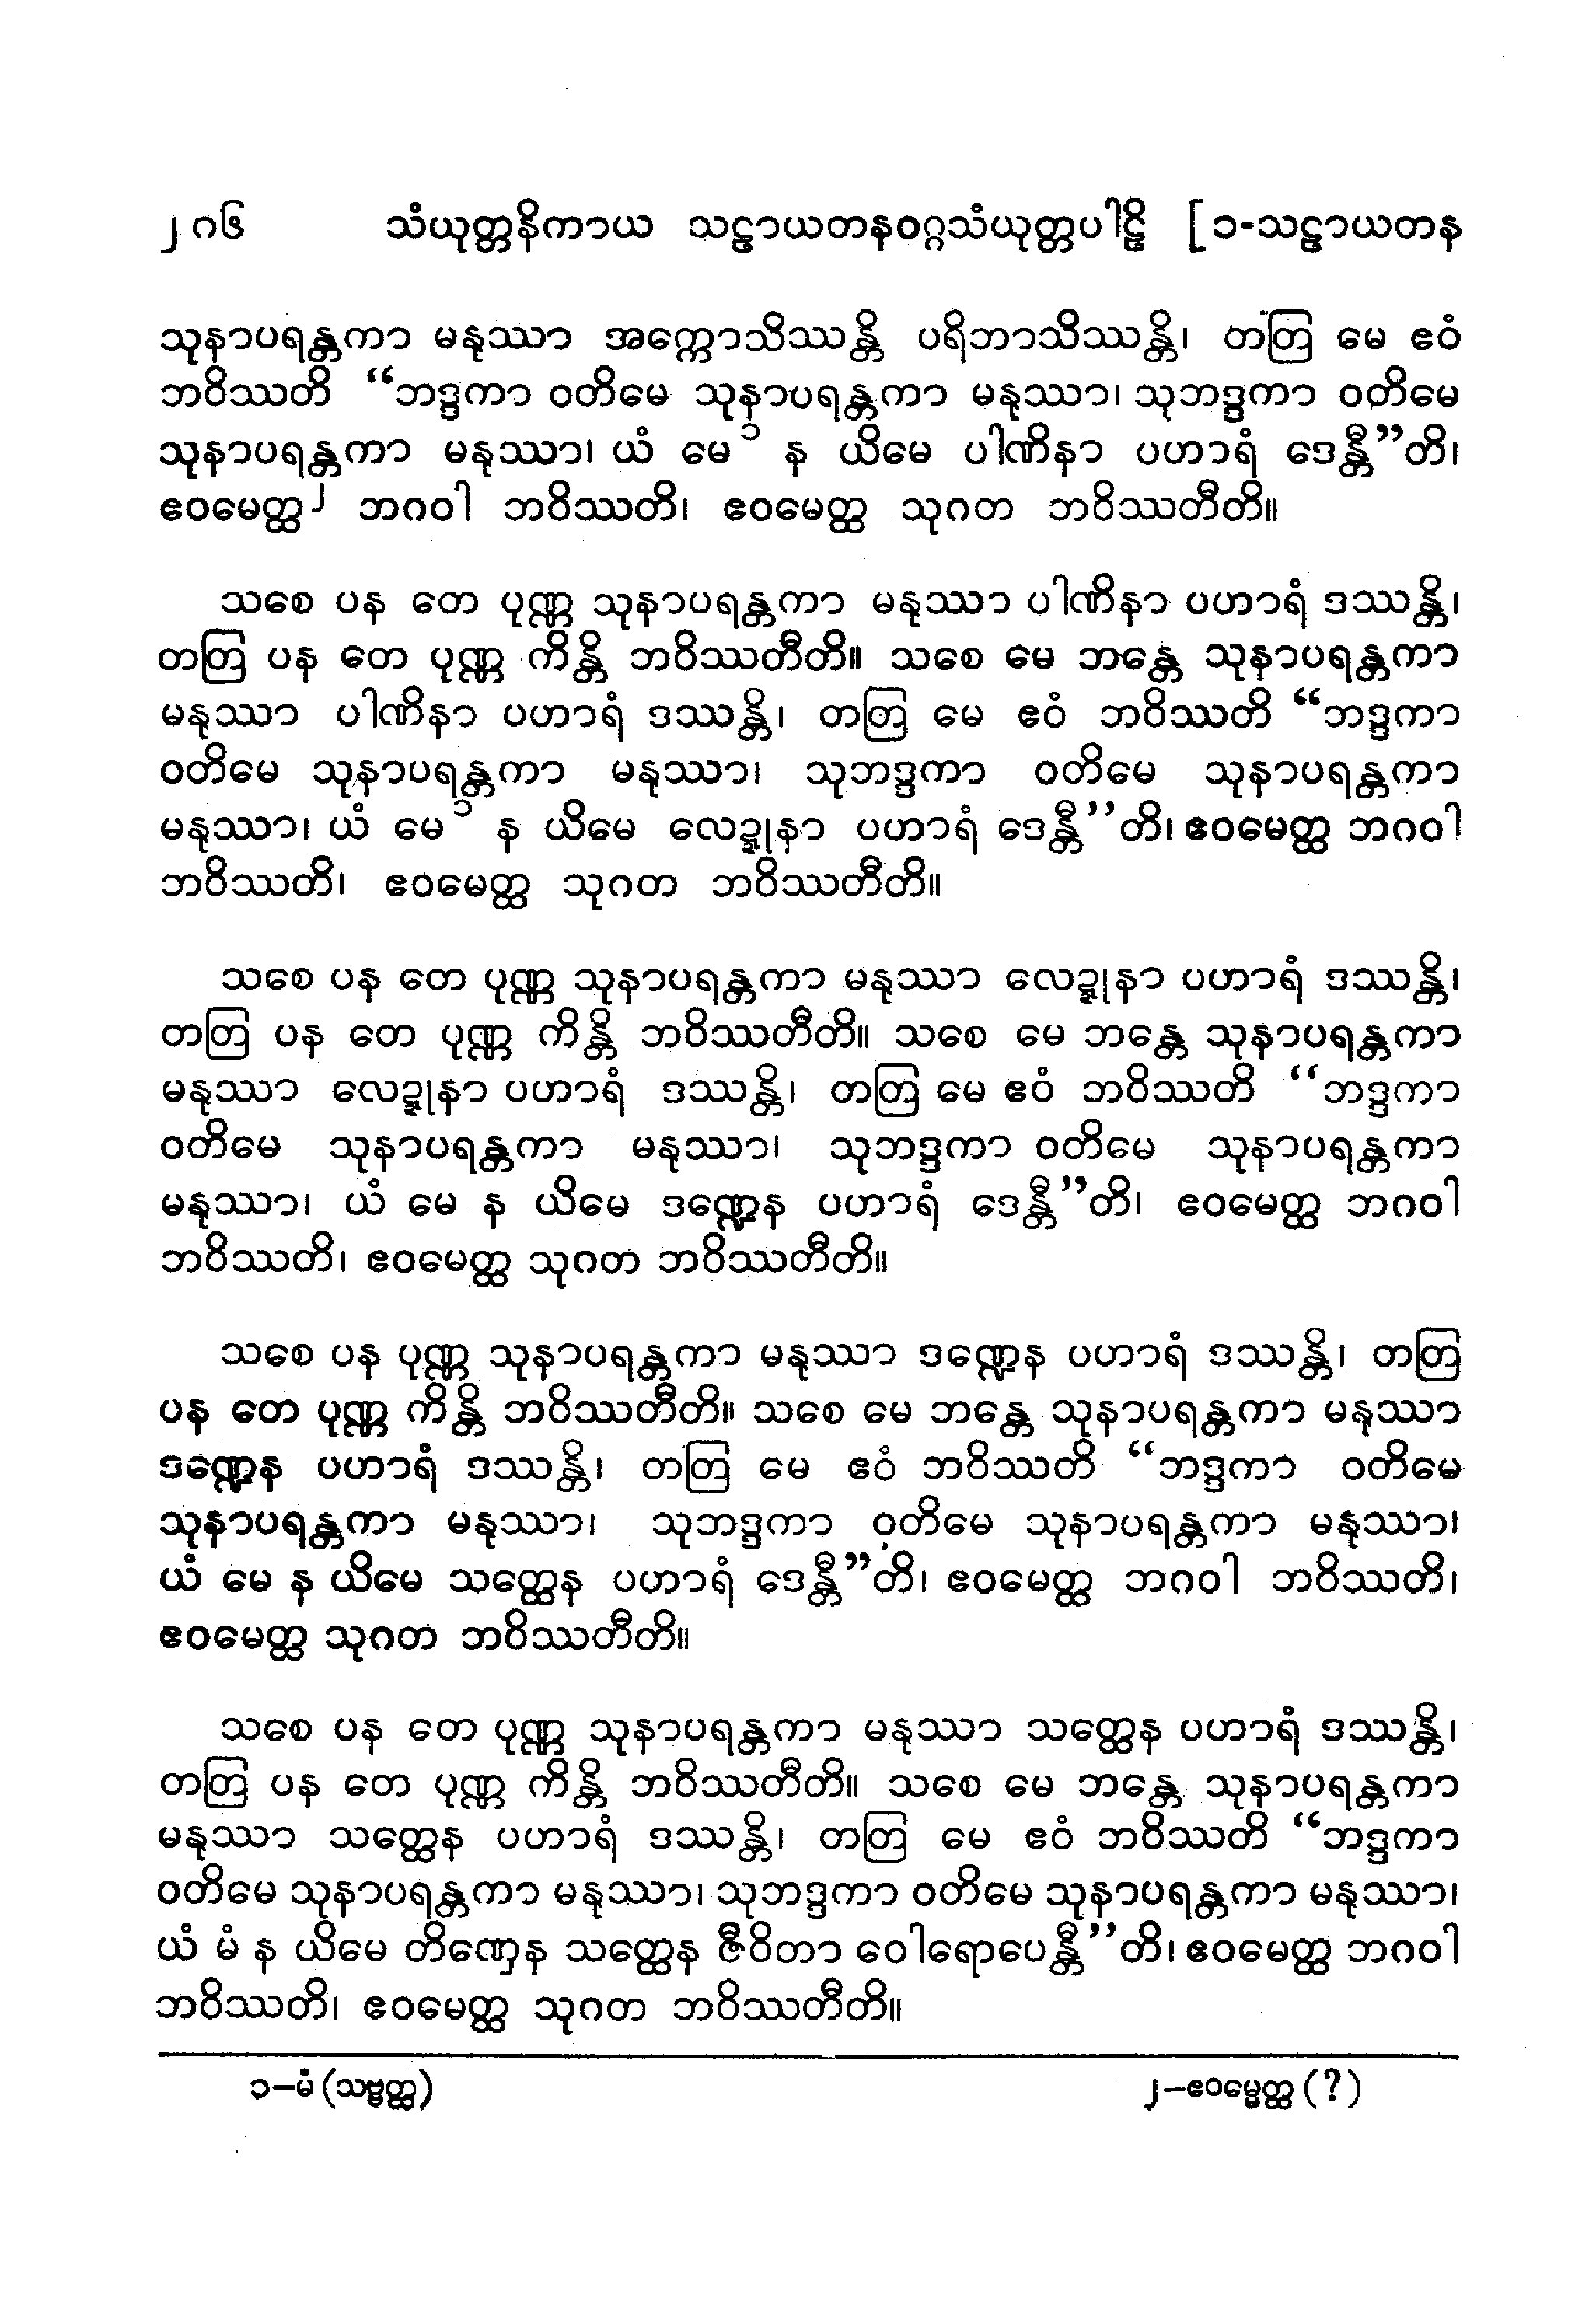 ၂၈၆ သံယုတ္တနိကာယ သဠာယတနဝဂ္ဂသံယုတ္တပါဠိ [၁-သဠာယတန
သုနာပရန္တကာ မနုဿာ အက္ကောသိဿန္တိ ပရိဘာသိဿန္တိ၊ တတြ မေ ဧဝံ
ဘဝိဿတိ “ဘဒ္ဒကာ ဝတိမေ သုနာပရန္တကာ မနုဿာ၊ သုဘဒ္ဒကာ ဝတိမေ
သုနာပရန္တကာ မနုဿာ၊ ယံ မေ ၁ န ယိမေ ပါဏိနာ ပဟာရံ ဒေန္တီ”တိ၊
ဧဝမေတ္ထ ၂ ဘဂဝါ ဘဝိဿတိ၊ ဧဝမေတ္ထ သုဂတ ဘဝိဿတီတိ။
သစေ ပန တေ ပုဏ္ဏ သုနာပရန္တကာ မနုဿာ ပါဏိနာ ပဟာရံ ဒဿန္တိ၊
တတြ ပန တေ ပုဏ္ဏ ကိန္တိ ဘဝိဿတီတိ။ သစေ မေ ဘန္တေ သုနာပရန္တကာ
မနုဿာ ပါဏိနာ ပဟာရံ ဒဿန္တိ၊ တတြ မေ ဧဝံ ဘဝိဿတိ “ဘဒ္ဒကာ
ဝတိမေ သုနာပရန္တကာ မနုဿာ၊ သုဘဒ္ဒကာ ဝတိမေ သုနာပရန္တကာ
မနုဿာ၊ ယံ မေ ၁ န ယိမေ လေဍ္ဍုနာ ပဟာရံ ဒေန္တီ”တိ၊ ဧဝမေတ္ထ ဘဂဝါ
ဘဝိဿတိ၊ ဧဝမေတ္ထ သုဂတ ဘဝိဿတီတိ။
သစေ ပန တေ ပုဏ္ဏ သုနာပရန္တကာ မနုဿာ လေဍ္ဍုနာ ပဟာရံ ဒဿန္တိ၊
တတြ ပန တေ ပုဏ္ဏ ကိန္တိ ဘဝိဿတီတိ။ သစေ မေ ဘန္တေ သုနာပရန္တကာ
မနုဿာ လေဍ္ဍုနာ ပဟာရံ ဒဿန္တိ၊ တတြ မေ ဧဝံ ဘဝိဿတိ “ဘဒ္ဒကာ
ဝတိမေ သုနာပရန္တကာ မနုဿာ၊ သုဘဒ္ဒကာ ဝတိမေ သုနာပရန္တကာ
မနုဿာ၊ ယံ မေ န ယိမေ ဒဏ္ဍေန ပဟာရံ ဒေန္တီ”တိ၊ ဧဝမေတ္ထ ဘဂဝါ
ဘဝိဿတိ၊ ဧဝမေတ္ထ သုဂတ ဘဝိဿတီတိ။
သစေ ပန ပုဏ္ဏ သုနာပရန္တကာ မနုဿာ ဒဏ္ဍေန ပဟာရံ ဒဿန္တိ၊ တတြ
ပန တေ ပုဏ္ဏ ကိန္တိ ဘဝိဿတီတိ။ သစေ မေ ဘန္တေ သုနာပရန္တကာ မနုဿာ
ဒဏ္ဍေန ပဟာရံ ဒဿန္တိ၊ တတြ မေ ဧဝံ ဘဝိဿတိ “ဘဒ္ဒကာ ဝတိမေ
သုနာပရန္တကာ မနုဿာ၊ သုဘဒ္ဒကာ ဝတိမေ သုနာပရန္တကာ မနုဿာ၊
ယံ မေ န ယိမေ သတ္ထေန ပဟာရံ ဒေန္တီ”တိ၊ ဧဝမေတ္ထ ဘဂဝါ ဘဝိဿတိ၊
ဧဝမေတ္ထ သုဂတ ဘဝိဿတီတိ။
သစေ ပန တေ ပုဏ္ဏ သုနာပရန္တကာ မနုဿာ သတ္ထေန ပဟာရံ ဒဿန္တိ၊
တတြ ပန တေ ပုဏ္ဏ ကိန္တိ ဘဝိဿတီတိ။ သစေ မေ ဘန္တေ သုနာပရန္တကာ
မနုဿာ သတ္ထေန ပဟာရံ ဒဿန္တိ၊ တတြ မေ ဧဝံ ဘဝိဿတိ “ဘဒ္ဒကာ
ဝတိမေ သုနာပရန္တကာ မနုဿာ၊ သုဘဒ္ဒကာ ဝတိမေ သုနာပရန္တကာ မနုဿာ၊
ယံ မံ န ယိမေ တိဏှေန သတ္ထေန ဇီဝိတာ ဝေါရောပေန္တီ”တိ၊ ဧဝမေတ္ထ ဘဂဝါ
ဘဝိဿတိ၊ ဧဝမေတ္ထ သုဂတ ဘဝိဿတီတိ။
၁−မံ (သဗ္ဗတ္ထ) ၂−ဧဝမ္မေတ္ထ (?)